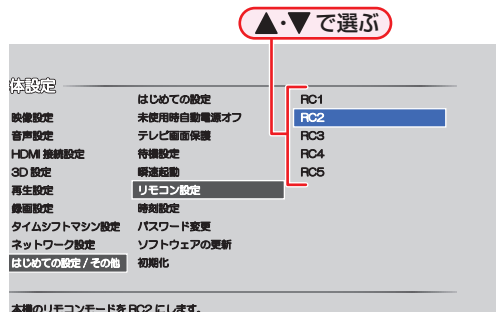 ▲・▼で選ぶ
体設定
映像設定
音声設定
HDMI 接続設定
3D 設定
再生設定
録画設定
タイムシフトマシン設定
ネットワーク設定
はじめての設定 / その他
はじめての設定
未使用時自動電源オフ
テレビ画面保護
待機設定
瞬速起動
リモコン設定
時刻設定
パスワード変更
ソフトウェアの更新
初期化
RC1
RC2
RC3
RC4
RC5
本機のリモコンモードを RC2 にします。